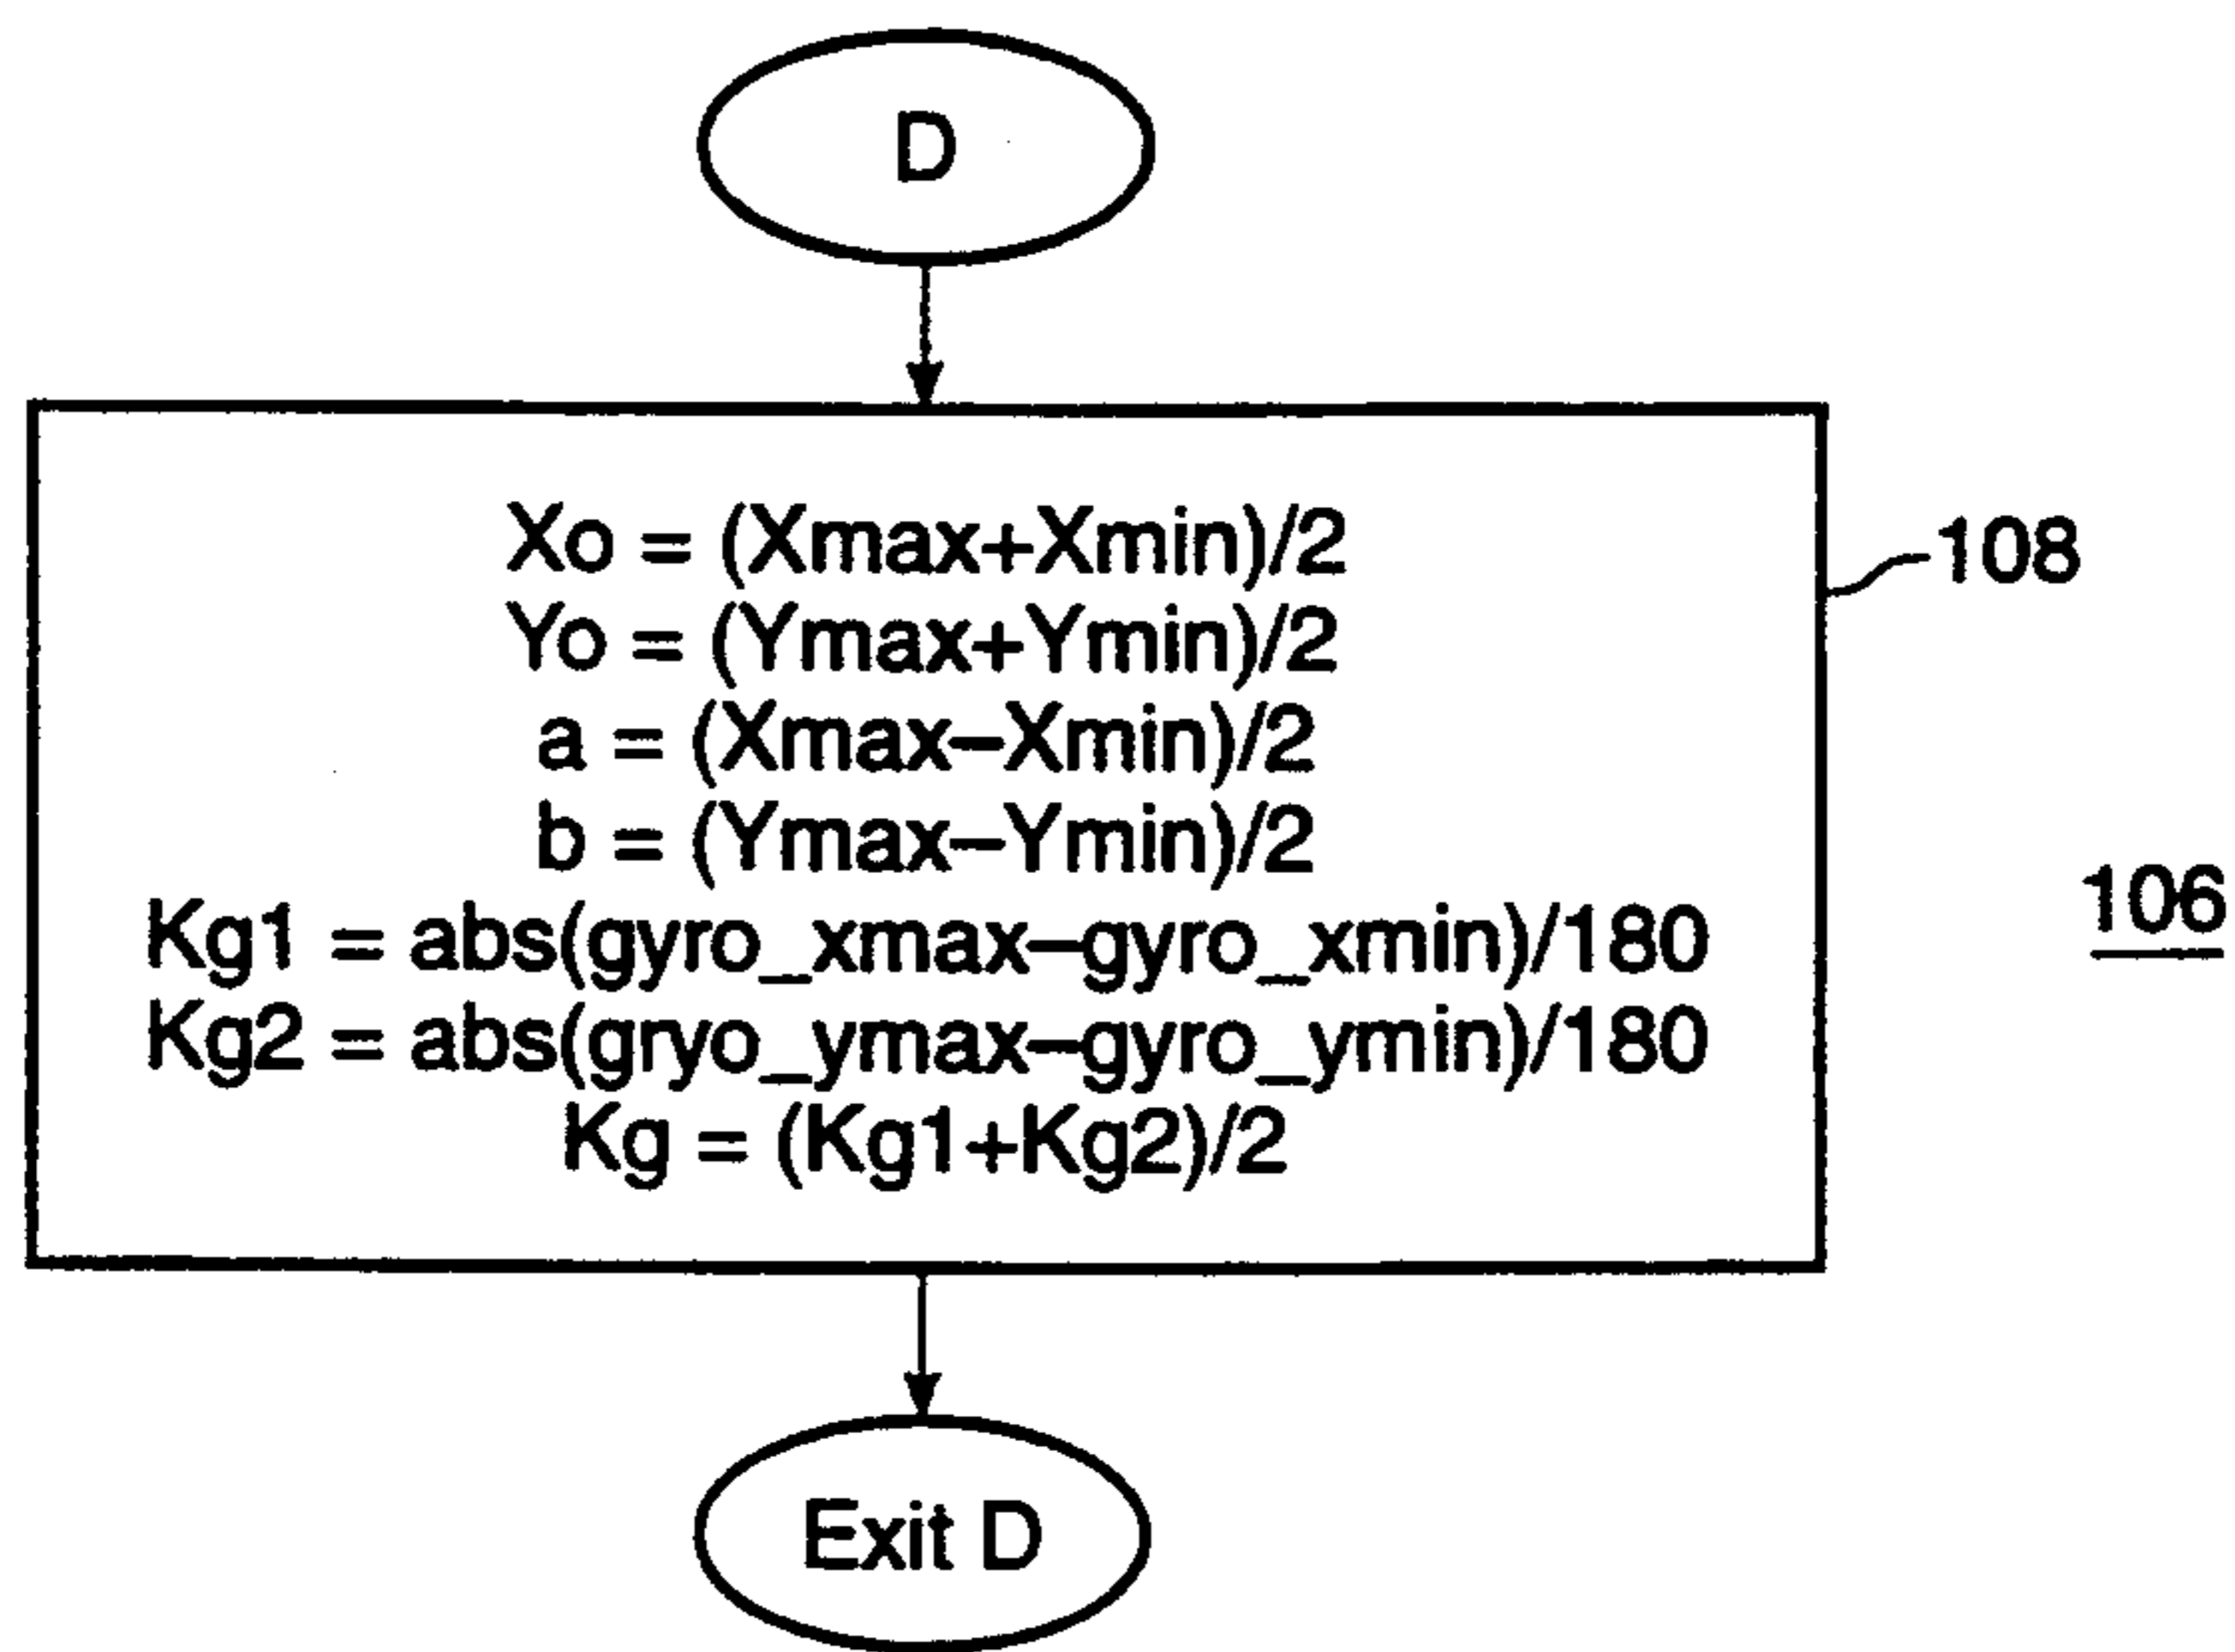 D
Xo = (Xmax+Xmin)/2
108
Yo = (Ymax+Ymin)/2
a = (Xmax–Xmin)/2
b = (Ymax–Ymin)/2
106
Kg1 = abs(gyro_xmax–gyro_xmin)/180
Kg2 = abs(gryo_ymax–gyro_ymin)/180
Kg = (Kg1+Kg2)/2
Exit D